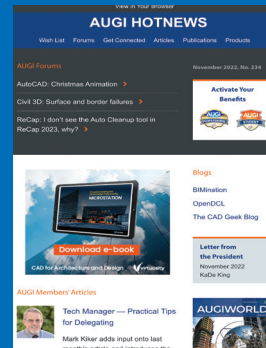 View in Your Browser
AUGI HOTNEWS
Wish List Forums Get Connected Articles Publications Products
AUGI Forums
November 2022, No. 234
AutoCAD: Christmas Animation >
Civil 3D: Surface and border failures >
ReCap: I don't see the Auto Cleanup tool in
ReCap 2023, why? >
Activate Your
Benefits
AUGI
AUGI
STUDENT
MICROSTATION
Download e-book
CAD for Architecture and Design Virtuosity
Blogs
BIMination
OpenDCL
The CAD Geek Blog
Letter from
the President
November 2022
KaDe King
AUGI Members' Articles
Tech Manager — Practical Tips
for Delegating
Mark Kiker adds input onto last
AUGIWORLD